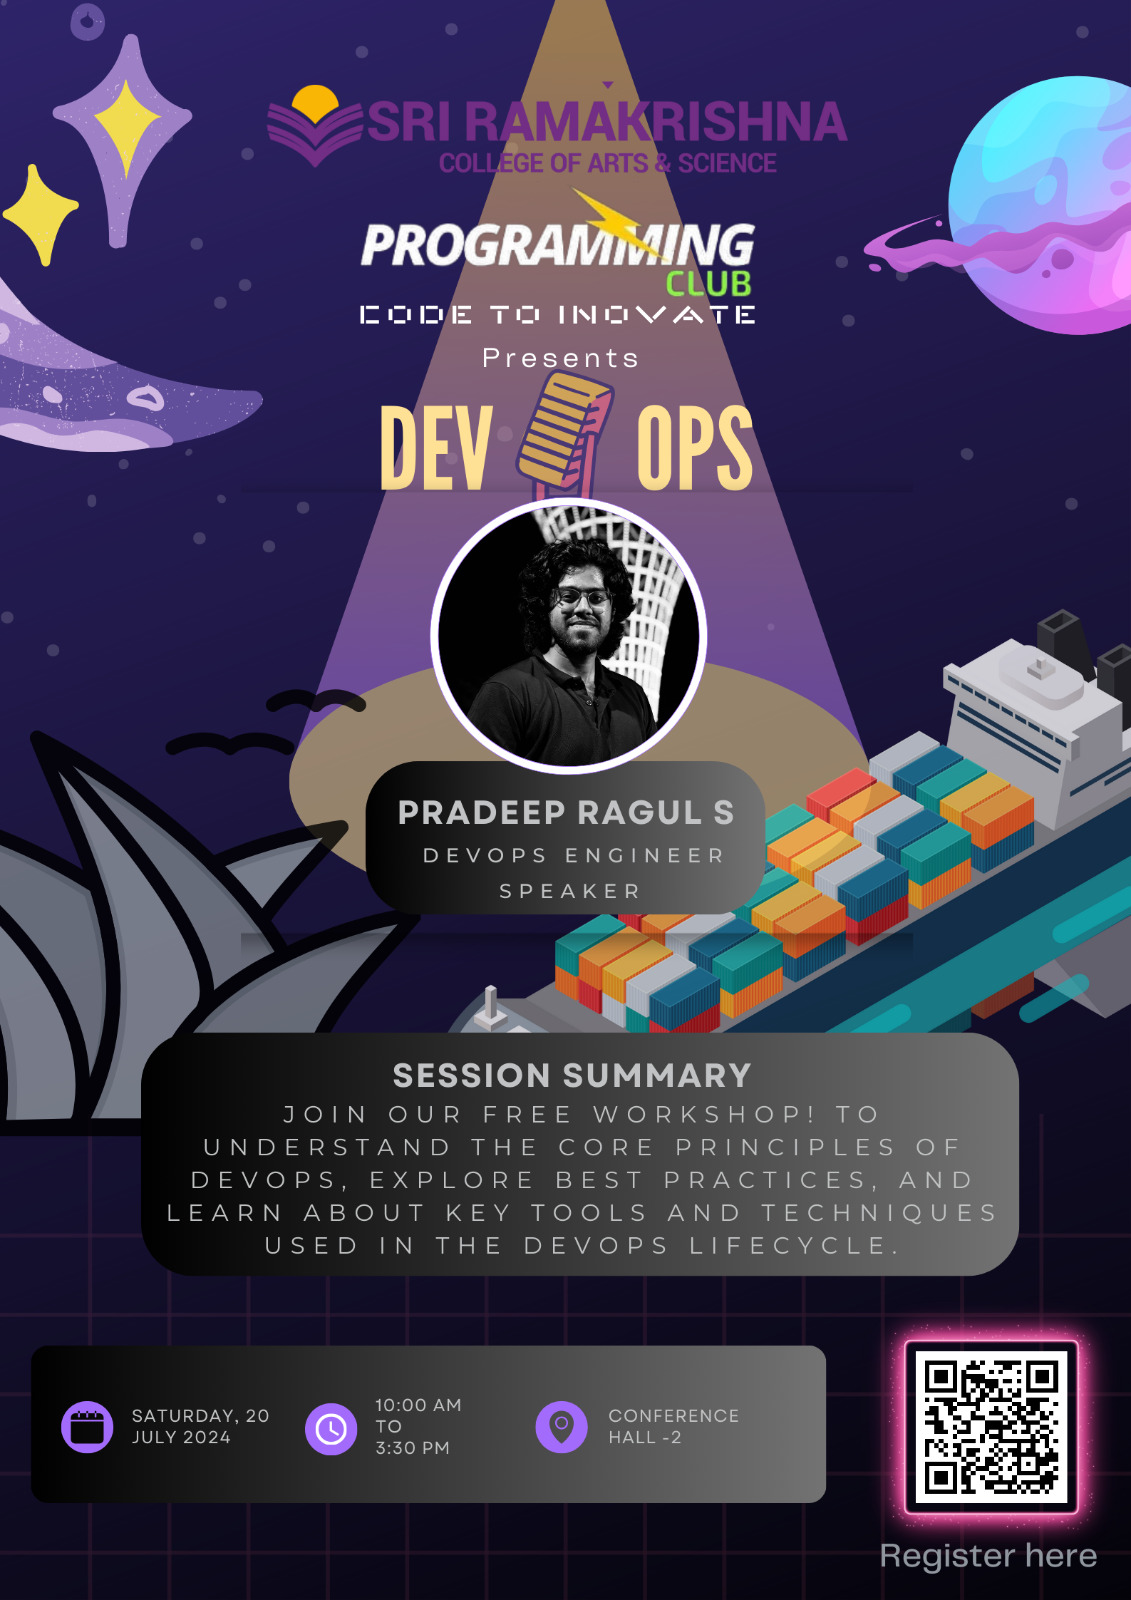 SRI RAMAKRISHNA
COLLEGE OF ARTS & SCIENCE
PROGRAMMING
CLUB
CODE TO INOVATE
Presents
DEV OPS
PRADEEP RAGUL S
DEVOPS ENGINEER
SPEAKER
SESSION SUMMARY
JOIN OUR FREE WORKSHOP! TO
UNDERSTAND THE CORE PRINCIPLES OF
DEVOPS, EXPLORE BEST PRACTICES, AND
LEARN ABOUT KEY TOOLS AND TECHNIQUES
USED IN THE DEVOPS LIFECYCLE.
SATURDAY, 20
JULY 2024
10:00 AM
TO
3:30 PM
CONFERENCE
HALL -2
Register here